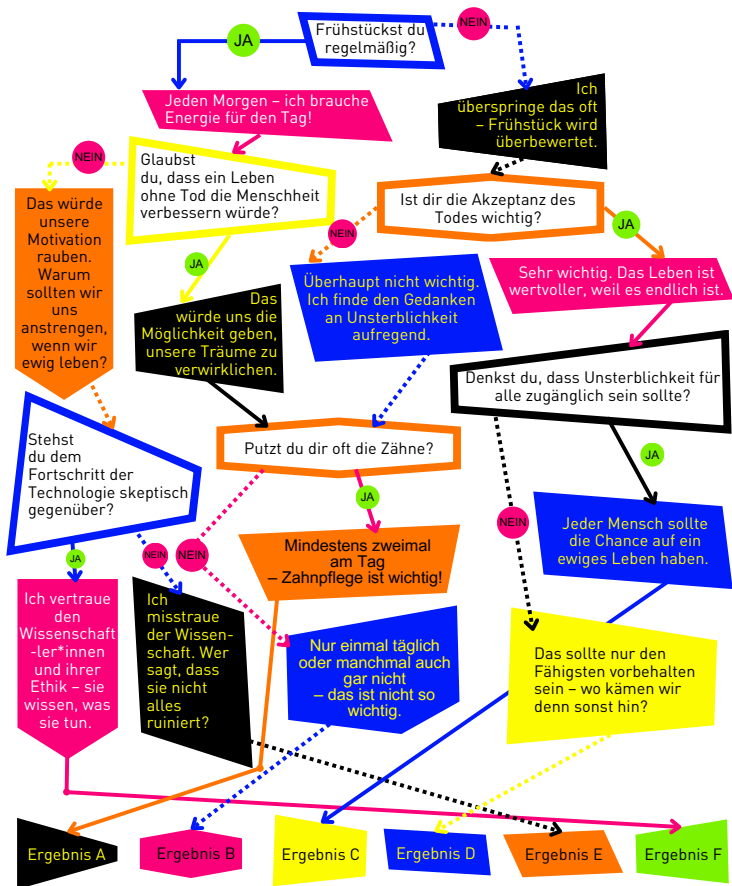 Frühstückst du
regelmäßig?
JA
NEIN
Jeden Morgen – ich brauche
Energie für den Tag!
Ich
überspringe das oft
– Frühstück wird
überbewertet.
NEIN
Glaubst
du, dass ein Leben
ohne Tod die Menschheit
verbessern würde?
Ist dir die Akzeptanz des
Todes wichtig?
NEIN
JA
Das würde
unsere
Motivation
rauben.
Warum
sollten wir
uns
anstrengen,
wenn wir
ewig leben?
JA
Das
würde uns die
Möglichkeit geben,
unsere Träume zu
verwirklichen.
Überhaupt nicht wichtig.
Ich finde den Gedanken
an Unsterblichkeit
aufregend.
Sehr wichtig. Das Leben ist
wertvoller, weil es endlich ist.
Denkst du, dass Unsterblichkeit für
alle zugänglich sein sollte?
Stehst
du dem
Fortschritt der
Technologie skeptisch
gegenüber?
Putzt du dir oft die Zähne?
JA
JA
NEIN
NEIN
JA
NEIN
Mindestens zweimal
am Tag
– Zahnpflege ist wichtig!
Jeder Mensch sollte
die Chance auf ein
ewiges Leben haben.
Ich vertraue
den
Wissenschaft
-ler*innen
und ihrer
Ethik – sie
wissen, was
sie tun.
Ich
misstraue
der Wissen-
schaft. Wer
sagt, dass
sie nicht
alles
ruiniert?
Nur einmal täglich
oder manchmal auch
gar nicht
– das ist nicht so
wichtig.
Das sollte nur den
Fähigsten vorbehalten
sein – wo kämen wir
denn sonst hin?
Ergebnis A
Ergebnis B
Ergebnis C
Ergebnis D
Ergebnis E
Ergebnis F